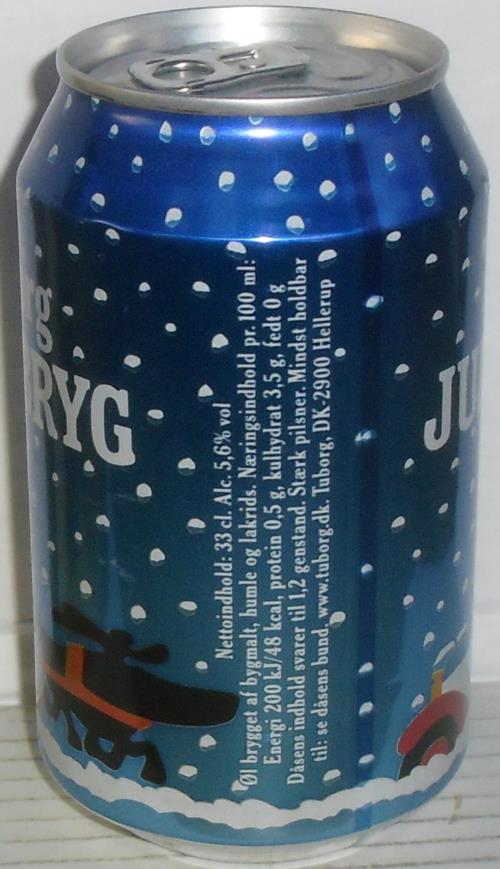 rg
RYG
JU
Nettoindhold: 33 cl. Alc. 5,6% vol
Øl brygget af bygmalt, humle og lakrids. Næringsindhold pr. 100 ml:
Energi 200 kJ/48 kcal, protein 0,5 g, kulhydrat 3,5 g, fedt 0 g
Dåsens indhold svarer til 1,2 genstand. Stærk pilsner. Mindst holdbar
til: se dåsens bund. www.tuborg.dk. Tuborg, DK-2900 Hellerup